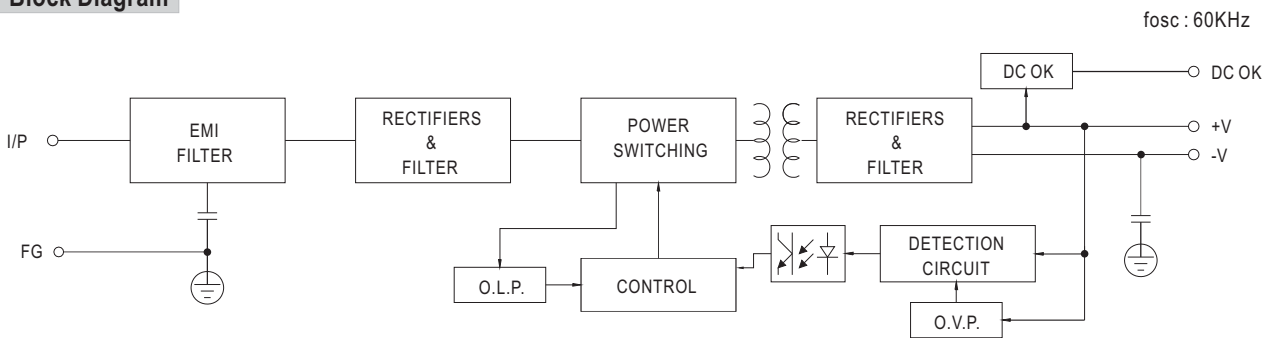 Block Diagram
fosc : 60KHz
DC OK
DC OK
I/P
EMI
FILTER
RECTIFIERS
&
FILTER
POWER
SWITCHING
RECTIFIERS
&
FILTER
+V
-V
FG
O.L.P.
CONTROL
DETECTION
CIRCUIT
O.V.P.